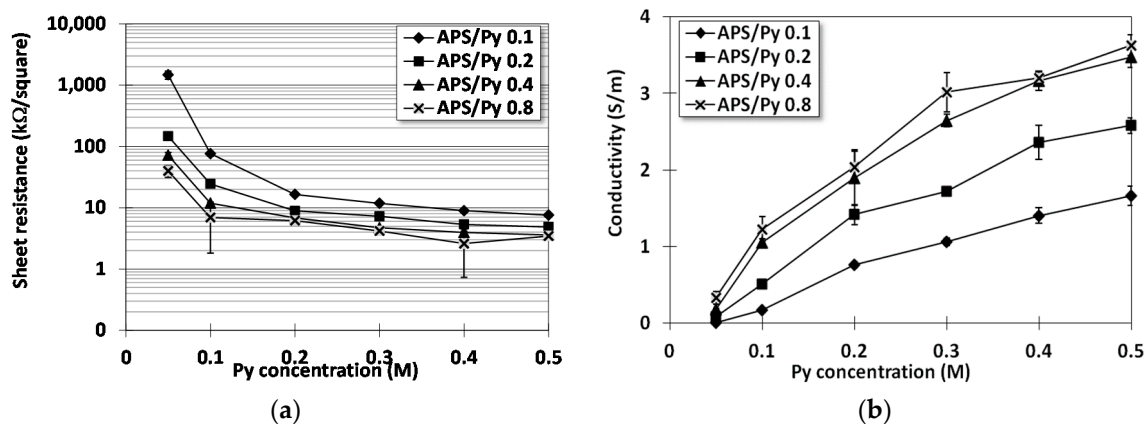 10,000
1,000
100
10
1
0
0
0.1
0.2
0.3
0.4
0.5
Sheet resistance (kΩ/square)
Py concentration (M)
APS/Py 0.1
APS/Py 0.2
APS/Py 0.4
APS/Py 0.8
(a)
4
3
2
1
0
0
0.1
0.2
0.3
0.4
0.5
Conductivity (S/m)
Py concentration (M)
APS/Py 0.1
APS/Py 0.2
APS/Py 0.4
APS/Py 0.8
(b)